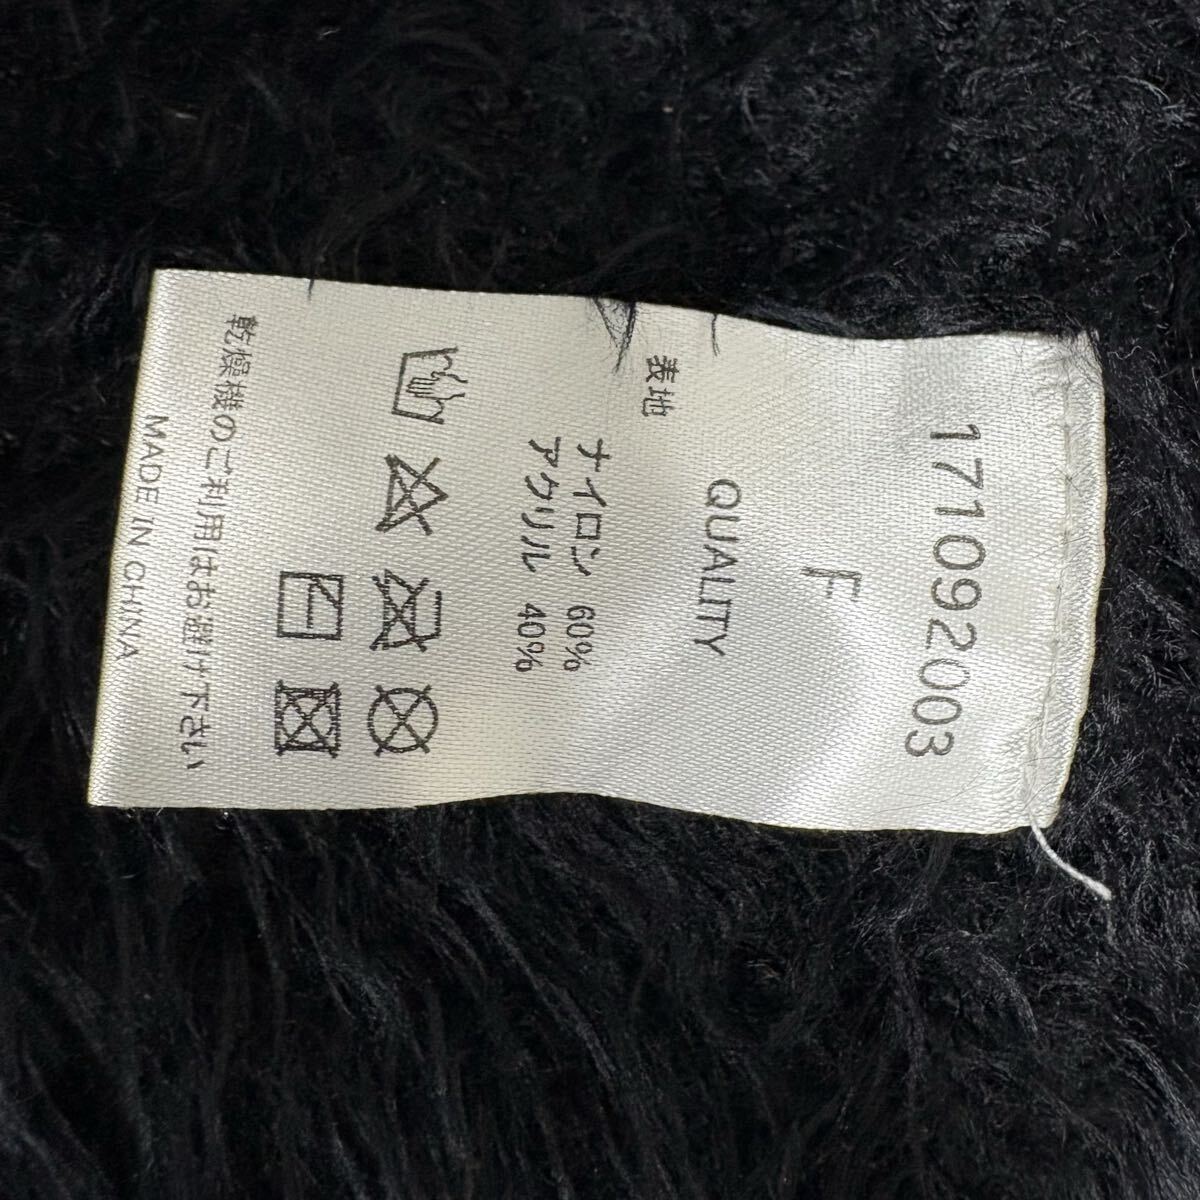 171092003
F
QUALITY
表地
ナイロン 60%
アクリル 40%
乾燥機のご利用はお避け下さい
MADE IN CHINA